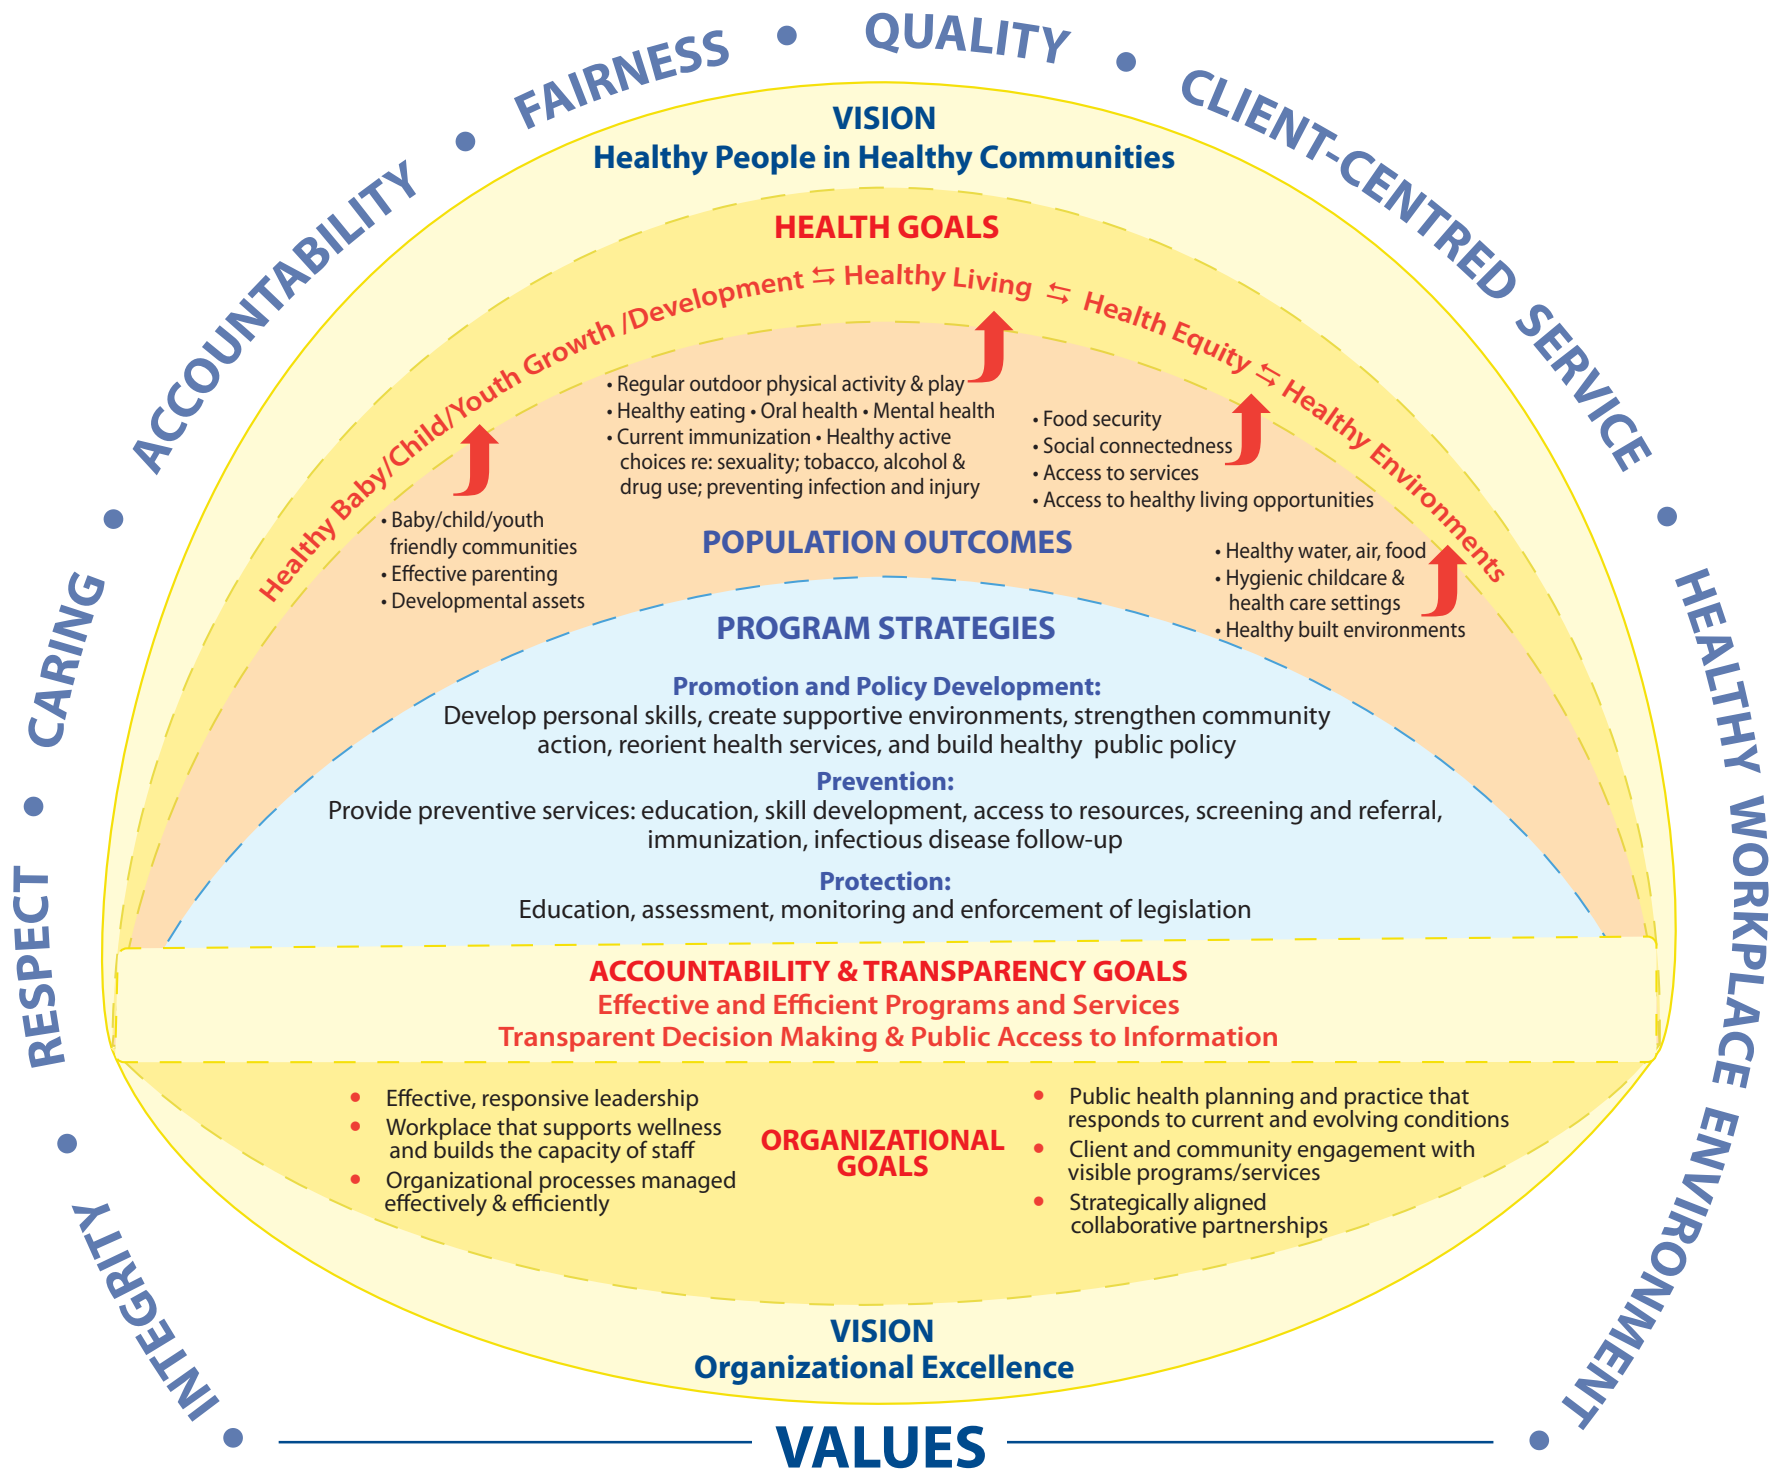 INTEGRITY • RESPECT • CARING • ACCOUNTABILITY • FAIRNESS • QUALITY • CLIENT-CENTRED SERVICE • HEALTHY WORKPLACE ENVIRONMENT •
VISION
Healthy People in Healthy Communities
HEALTH GOALS
Healthy Baby/Child/Youth Growth /Development ⇆ Healthy Living ⇆ Health Equity ⇆ Healthy Environments
• Baby/child/youth
friendly communities
• Effective parenting
• Developmental assets
• Regular outdoor physical activity & play
• Healthy eating • Oral health • Mental health
• Current immunization • Healthy active
choices re: sexuality; tobacco, alcohol &
drug use; preventing infection and injury
• Food security
• Social connectedness
• Access to services
• Access to healthy living opportunities
• Healthy water, air, food
• Hygienic childcare &
health care settings
• Healthy built environments
POPULATION OUTCOMES
PROGRAM STRATEGIES
Promotion and Policy Development:
Develop personal skills, create supportive environments, strengthen community
action, reorient health services, and build healthy public policy
Prevention:
Provide preventive services: education, skill development, access to resources, screening and referral,
immunization, infectious disease follow-up
Protection:
Education, assessment, monitoring and enforcement of legislation
ACCOUNTABILITY & TRANSPARENCY GOALS
Effective and Efficient Programs and Services
Transparent Decision Making & Public Access to Information
• Effective, responsive leadership
• Workplace that supports wellness
and builds the capacity of staff
• Organizational processes managed
effectively & efficiently
ORGANIZATIONAL
GOALS
• Public health planning and practice that
responds to current and evolving conditions
• Client and community engagement with
visible programs/services
• Strategically aligned
collaborative partnerships
VISION
Organizational Excellence
VALUES